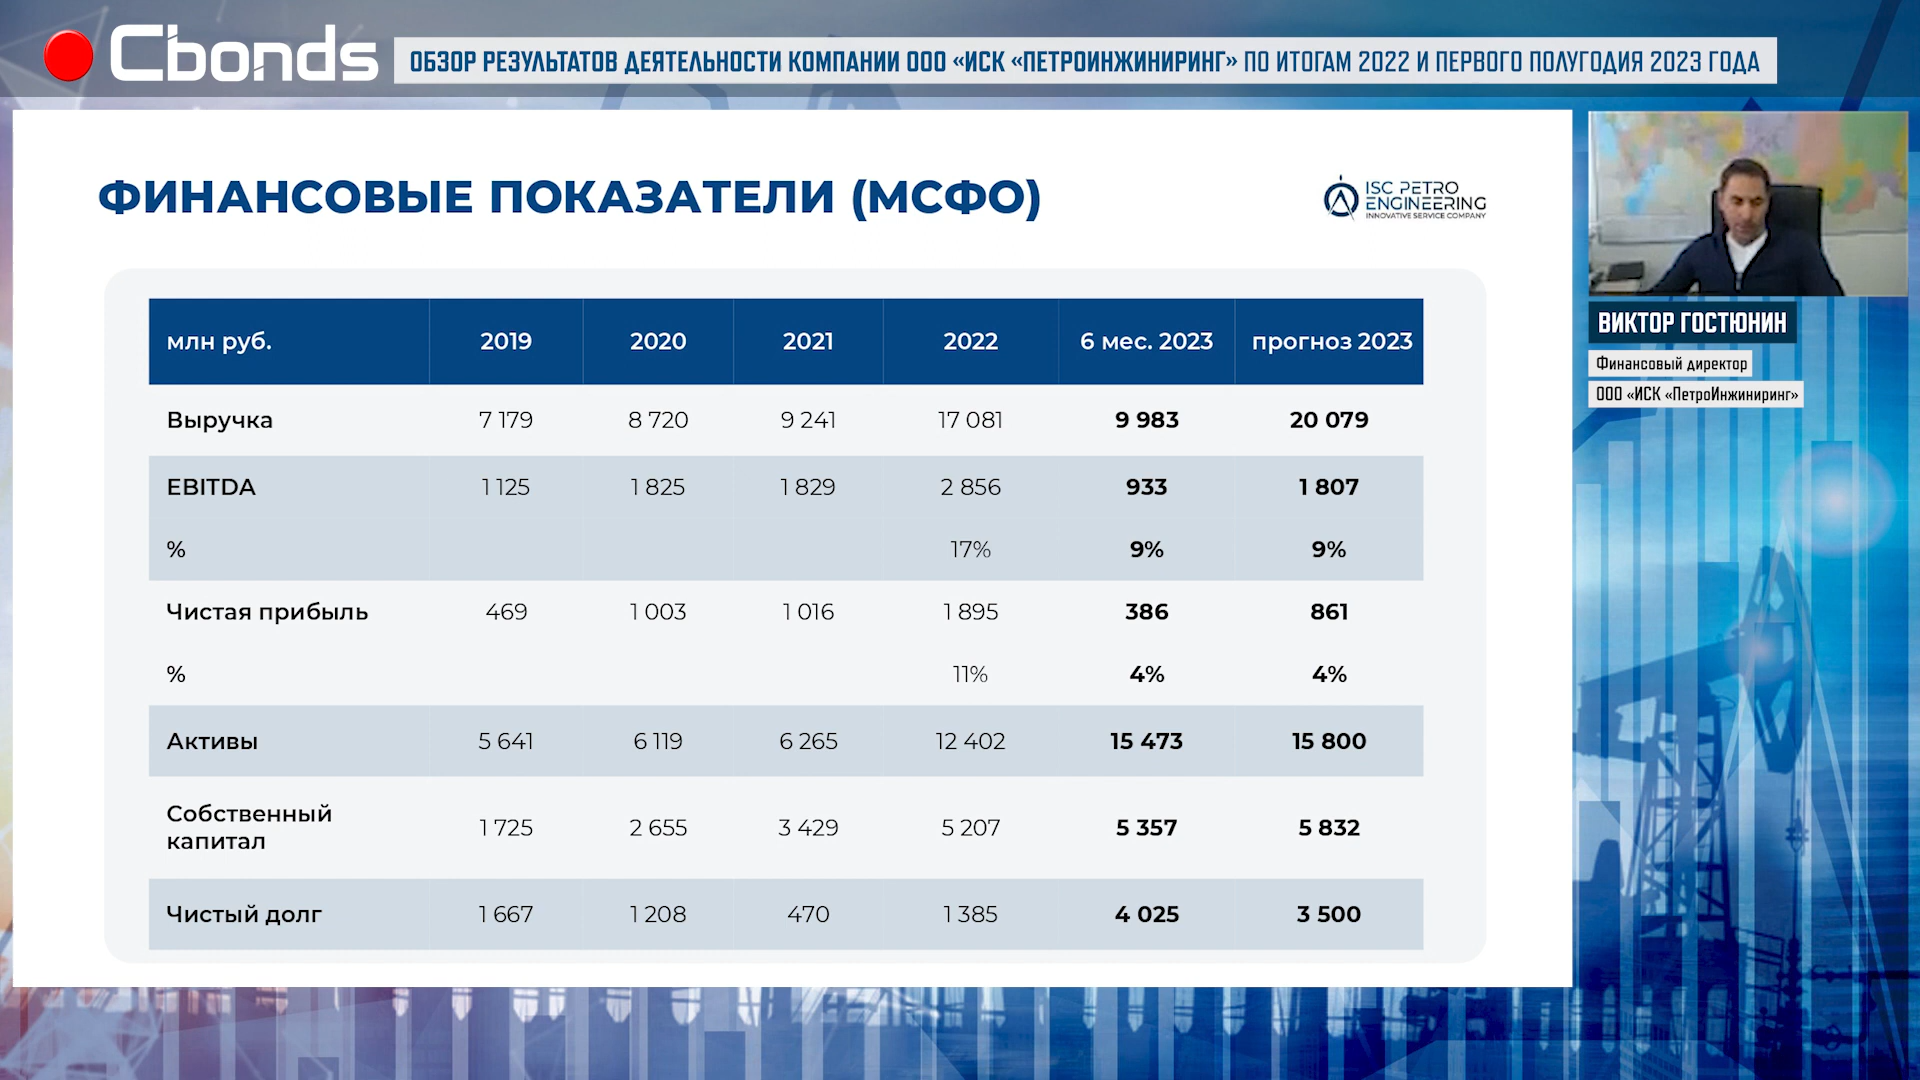 Cbonds
ОБЗОР РЕЗУЛЬТАТОВ ДЕЯТЕЛЬНОСТИ КОМПАНИИ ООО «ИСК «ПЕТРОИНЖИНИРИНГ» ПО ИТОГАМ 2022 И ПЕРВОГО ПОЛУГОДИЯ 2023 ГОДА
ФИНАНСОВЫЕ ПОКАЗАТЕЛИ (МСФО)
ISC PETRO
ENGINEERING
INNOVATIVE SERVICE COMPANY
млн руб. 2019 2020 2021 2022 6 мес. 2023 прогноз 2023
Выручка 7 179 8 720 9 241 17 081 9 983 20 079
EBITDA 1 125 1 825 1 829 2 856 933 1 807
% 17% 9% 9%
Чистая прибыль 469 1 003 1 016 1 895 386 861
% 11% 4% 4%
Активы 5 641 6 119 6 265 12 402 15 473 15 800
Собственный
капитал 1 725 2 655 3 429 5 207 5 357 5 832
Чистый долг 1 667 1 208 470 1 385 4 025 3 500
ВИКТОР ГОСТЮНИН
Финансовый директор
ООО «ИСК «ПетроИнжиниринг»